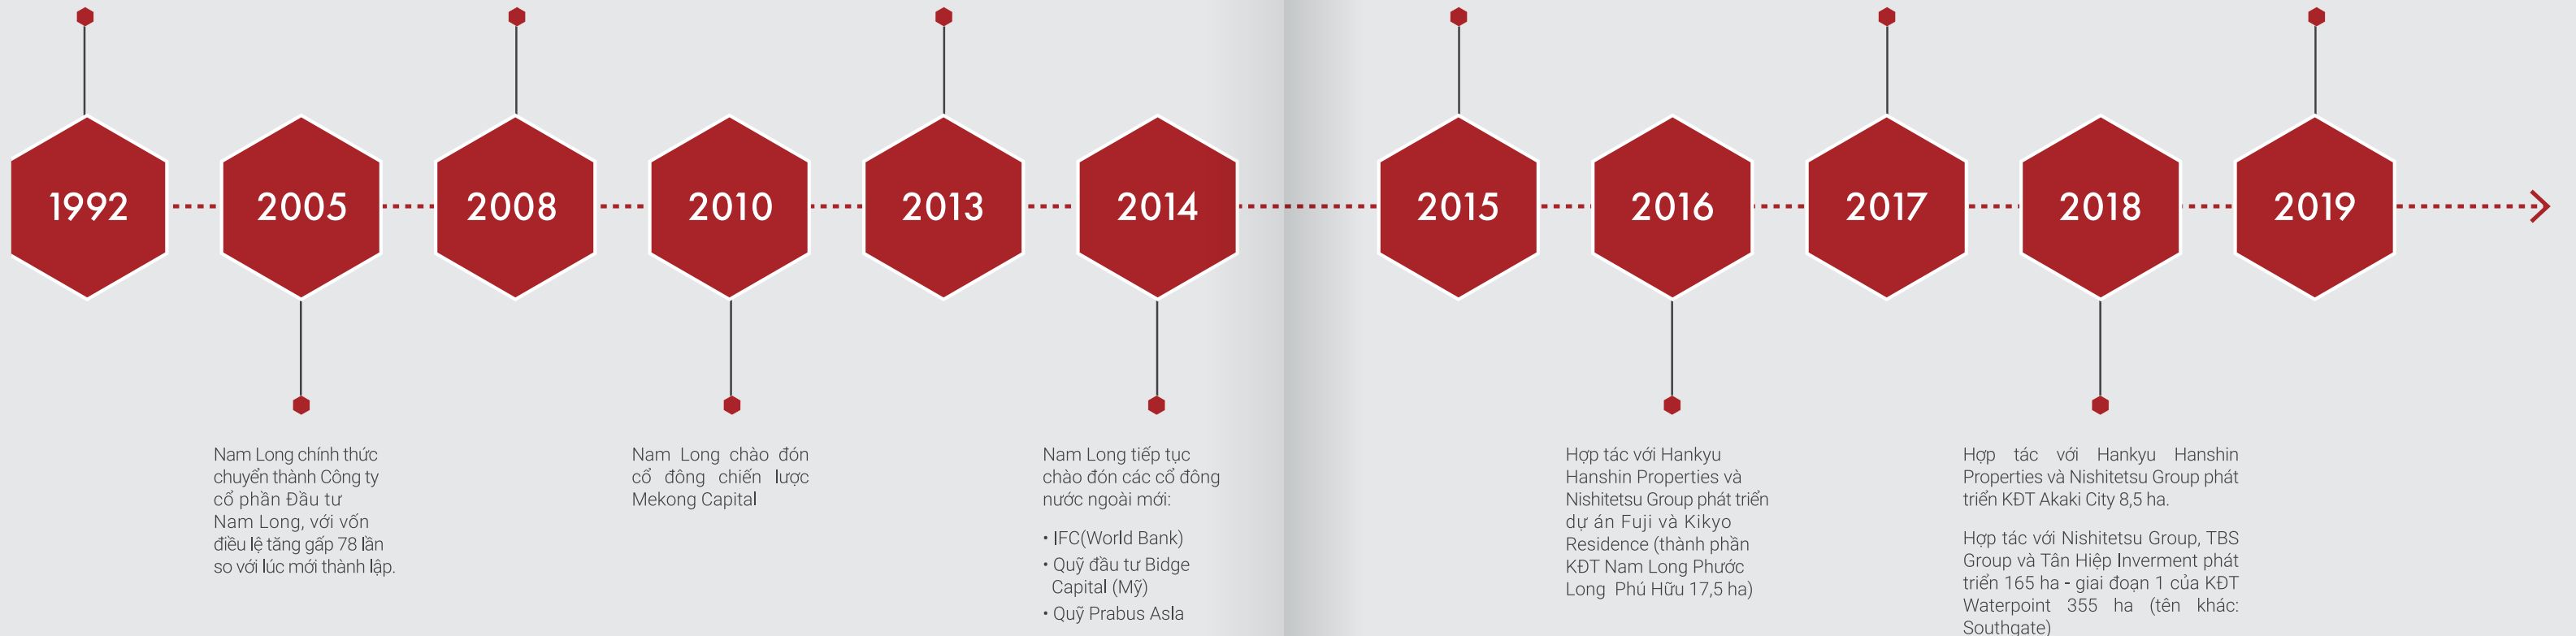 1992
2005
2008
2010
2013
2014
2015
2016
2017
2018
2019
Nam Long chính thức
chuyển thành Công ty
cổ phần Đầu tư
Nam Long, với vốn
điều lệ tăng gấp 78 lần
so với lúc mới thành lập.
Nam Long chào đón
cổ đông chiến lược
Mekong Capital
Nam Long tiếp tục
chào đón các cổ đông
nước ngoài mới:
• IFC(World Bank)
• Quỹ đầu tư Bidge
Capital (Mỹ)
• Quỹ Prabus Asla
Hợp tác với Hankyu
Hanshin Properties và
Nishitetsu Group phát triển
dự án Fuji và Kikyo
Residence (thành phần
KĐT Nam Long Phước
Long Phú Hữu 17,5 ha)
Hợp tác với Hankyu Hanshin
Properties và Nishitetsu Group phát
triển KĐT Akaki City 8,5 ha.
Hợp tác với Nishitetsu Group, TBS
Group và Tân Hiệp Inverment phát
triển 165 ha - giai đoạn 1 của KĐT
Waterpoint 355 ha (tên khác:
Southgate)